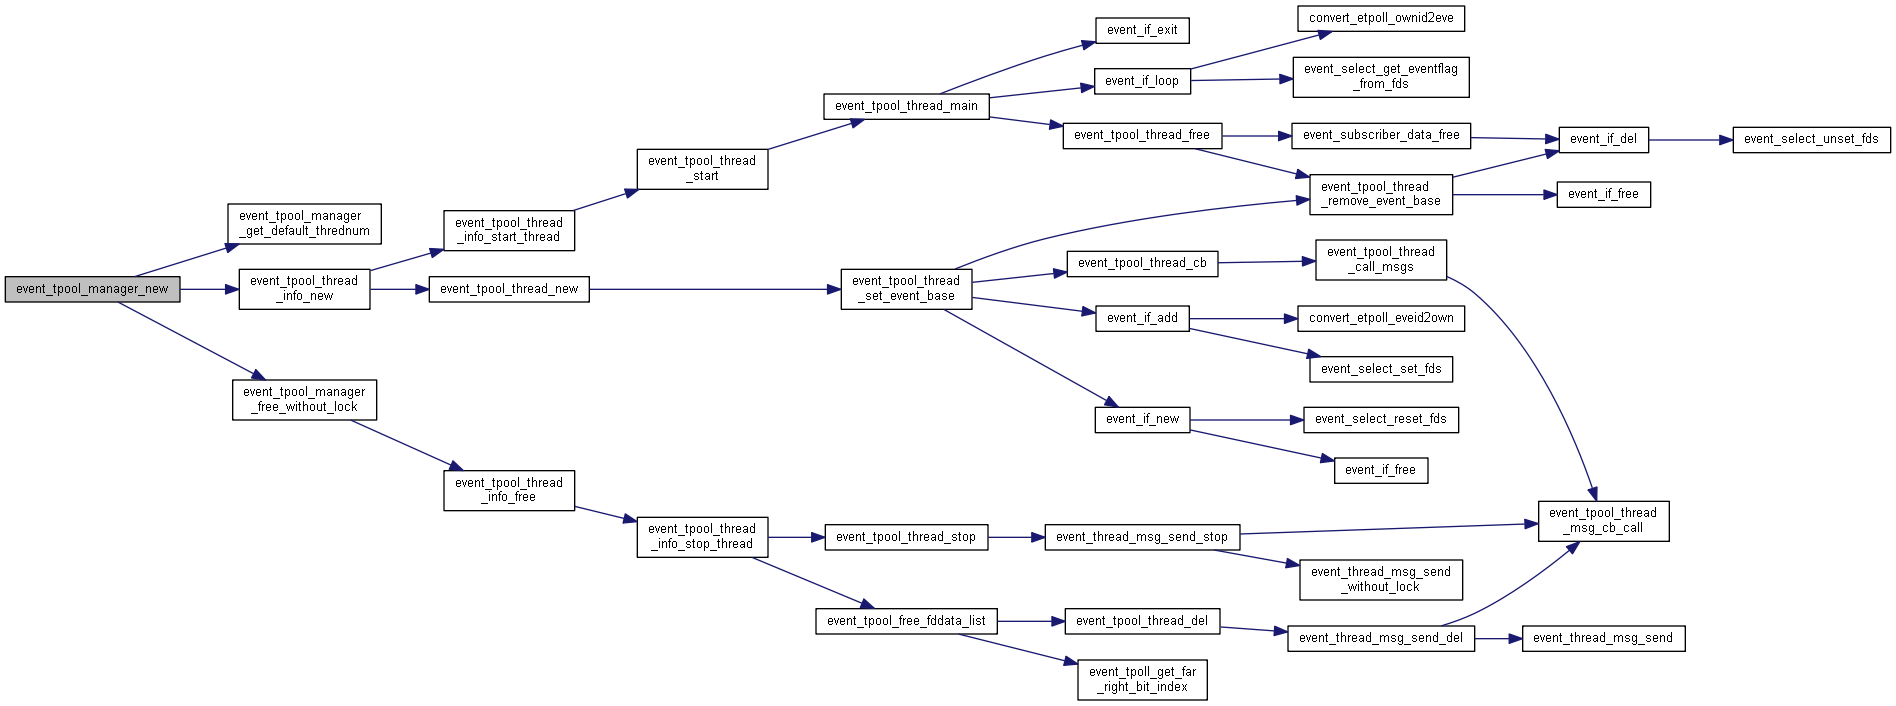 event_tpool_manager_new
event_tpool_manager
_get_default_threadnum
event_tpool_thread
_info_new
event_tpool_manager
_free_without_lock
event_tpool_thread
_info_start_thread
event_tpool_thread_new
event_tpool_thread
_info_free
event_tpool_thread
_start
event_tpool_thread
_info_stop_thread
event_tpool_thread_main
event_tpool_thread
_set_event_base
event_tpool_thread_stop
event_tpool_free_fddata_list
event_if_exit
event_if_loop
event_tpool_thread_free
event_tpool_thread_cb
event_if_add
event_if_new
event_thread_msg_send_stop
event_tpool_thread_del
event_tpoll_get_far
_right_bit_index
convert_etpoll_ownid2eve
event_select_get_eventflag
_from_fds
event_subscriber_data_free
event_tpool_thread
_remove_event_base
event_tpool_thread
_call_msgs
convert_etpoll_eveid2own
event_select_set_fds
event_select_reset_fds
event_if_free
event_thread_msg_send
_without_lock
event_thread_msg_send_del
event_if_del
event_if_free
event_tpool_thread
_msg_cb_call
event_thread_msg_send
event_select_unset_fds